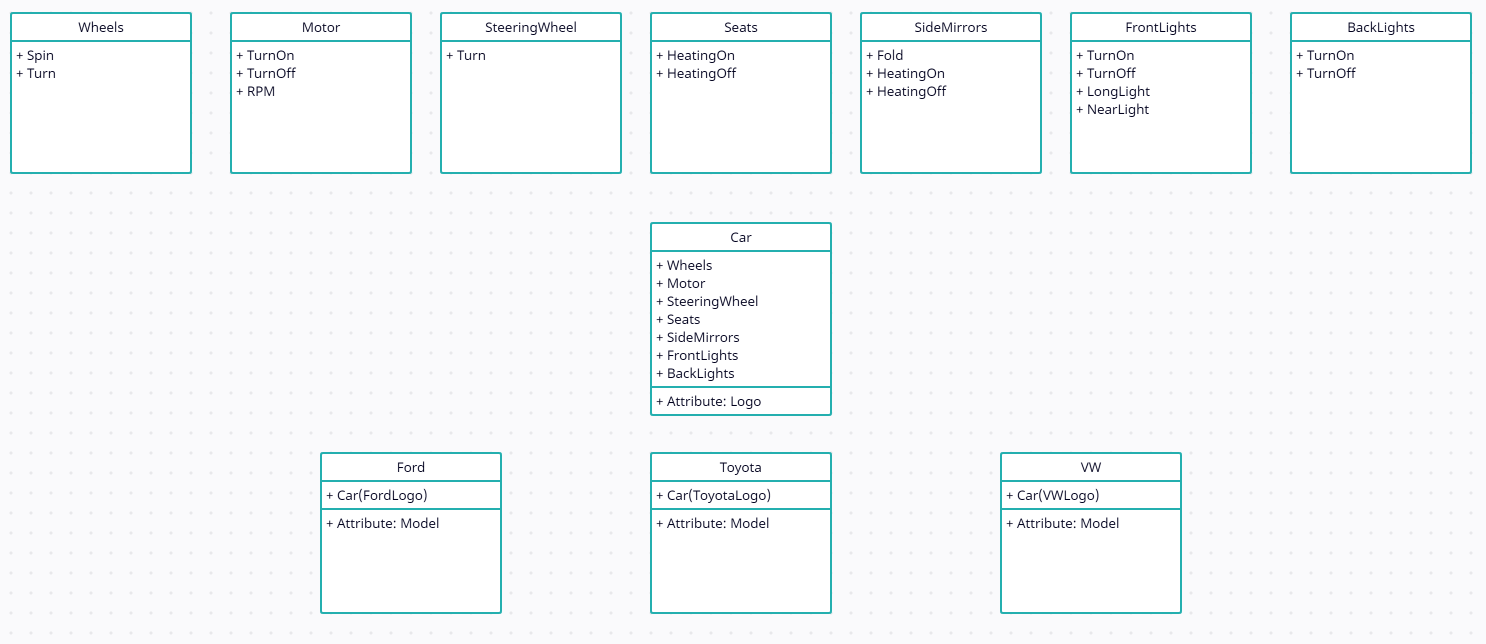 Wheels
+ Spin
+ Turn
Motor
+ TurnOn
+ TurnOff
+ RPM
SteeringWheel
+ Turn
Seats
+ HeatingOn
+ HeatingOff
SideMirrors
+ Fold
+ HeatingOn
+ HeatingOff
FrontLights
+ TurnOn
+ TurnOff
+ LongLight
+ NearLight
BackLights
+ TurnOn
+ TurnOff
Car
+ Wheels
+ Motor
+ SteeringWheel
+ Seats
+ SideMirrors
+ FrontLights
+ BackLights
+ Attribute: Logo
Ford
+ Car(FordLogo)
+ Attribute: Model
Toyota
+ Car(ToyotaLogo)
+ Attribute: Model
VW
+ Car(VWLogo)
+ Attribute: Model